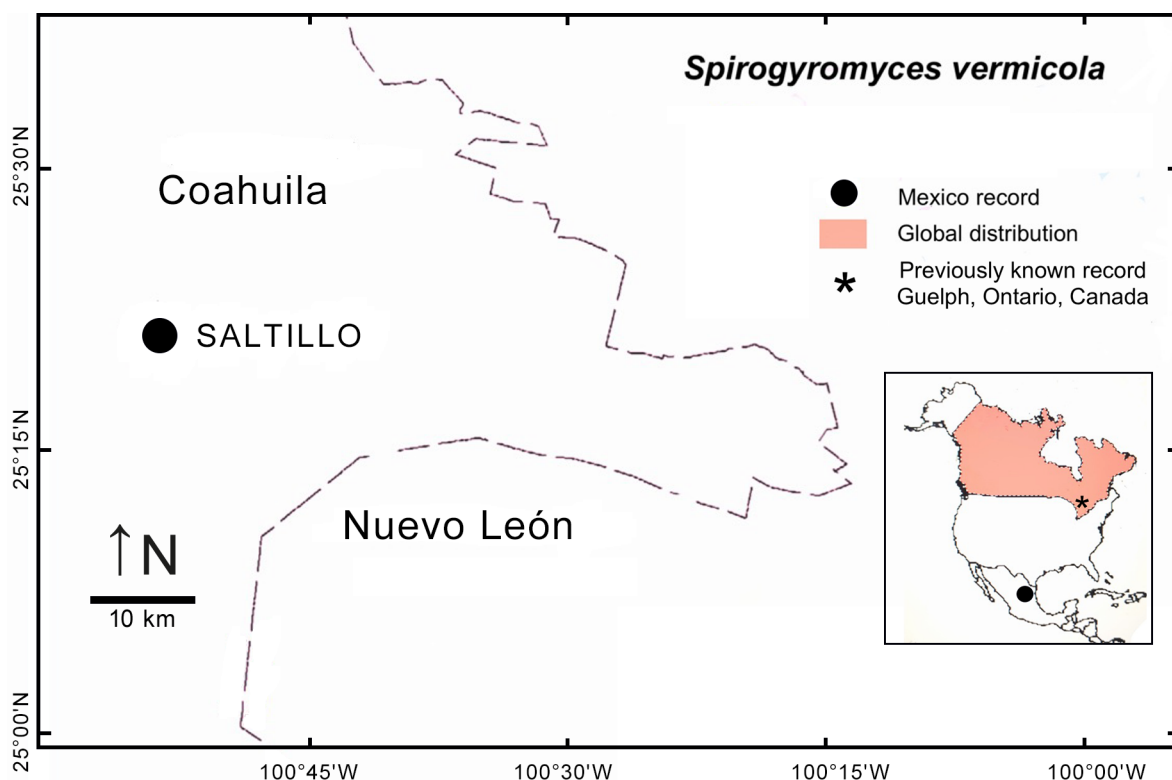 Spirogyromyces vermicola
25°30'N
Coahuila
Mexico record
Global distribution
* Previously known record
Guelph, Ontario, Canada
SALTILLO
25°15'N
*
Nuevo León
↑N
10 km
25°00'N
100°45'W
100°30'W
100°15'W
100°00'W